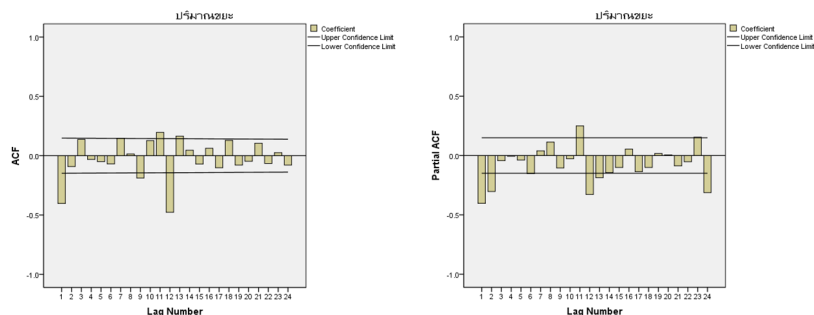 ปริมาณขยะ
Coefficient
Upper Confidence Limit
Lower Confidence Limit
1.0
0.5
0.0
-0.5
-1.0
ACF
1 2 3 4 5 6 7 8 9 10 11 12 13 14 15 16 17 18 19 20 21 22 23 24
Lag Number
ปริมาณขยะ
Coefficient
Upper Confidence Limit
Lower Confidence Limit
1.0
0.5
0.0
-0.5
-1.0
Partial ACF
1 2 3 4 5 6 7 8 9 10 11 12 13 14 15 16 17 18 19 20 21 22 23 24
Lag Number